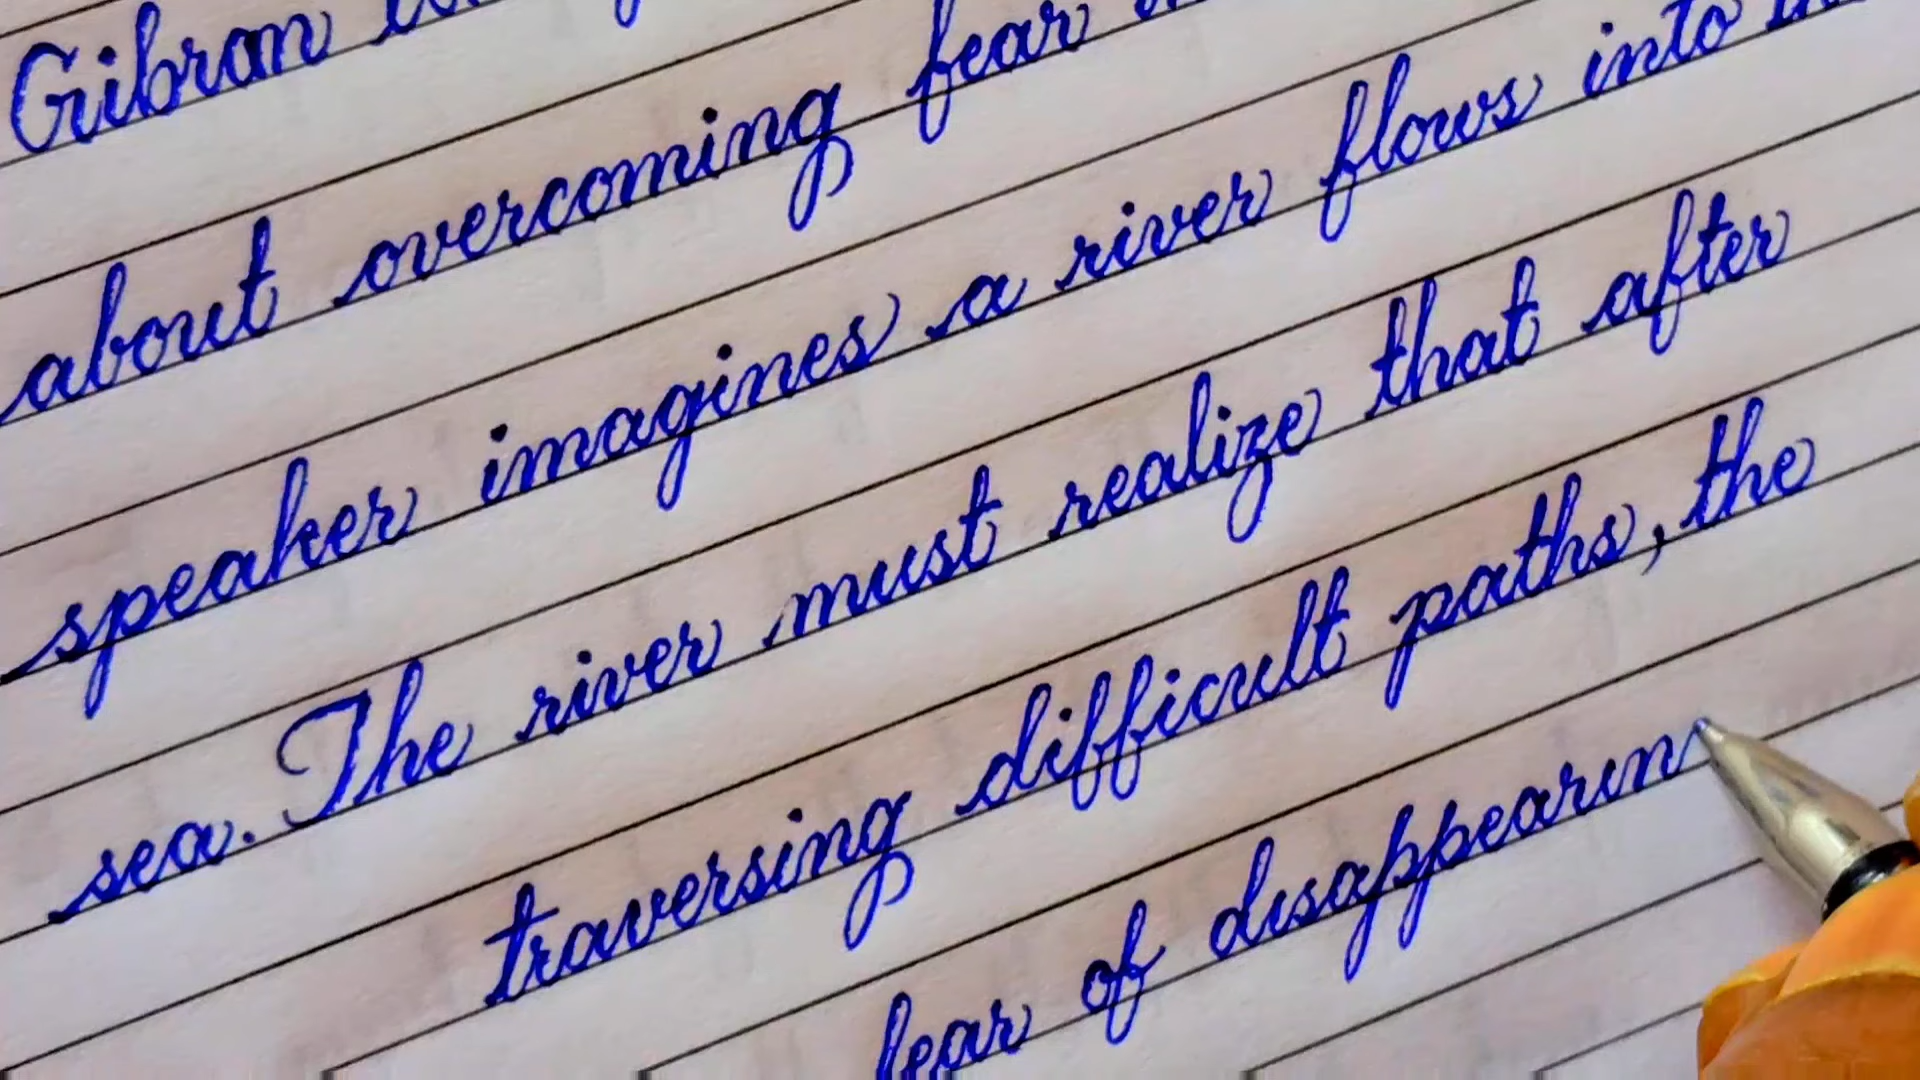 Gibran
about overcoming fear
speaker imagines a river flows into
sea. The river must realize that after
traversing difficult paths, the
fear of disappearin